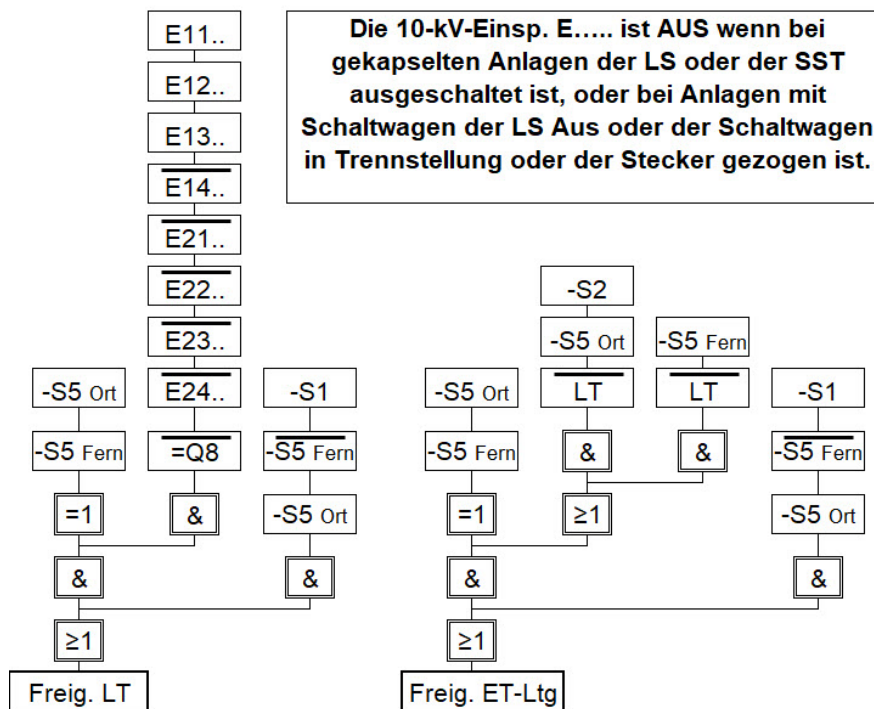 E11..
E12..
E13..
E14..
E21..
E22..
E23..
E24..
=Q8
&
-S5 Ort
-S5 Fern
=1
&
-S1
-S5 Fern
-S5 Ort
&
≥1
Freig. LT
Die 10-kV-Einsp. E….. ist AUS wenn bei
gekapselten Anlagen der LS oder der SST
ausgeschaltet ist, oder bei Anlagen mit
Schaltwagen der LS Aus oder der Schaltwagen
in Trennstellung oder der Stecker gezogen ist.
-S2
-S5 Ort
LT
&
-S5 Fern
LT
&
≥1
-S5 Ort
-S5 Fern
=1
&
-S1
-S5 Fern
-S5 Ort
&
≥1
Freig. ET-Ltg